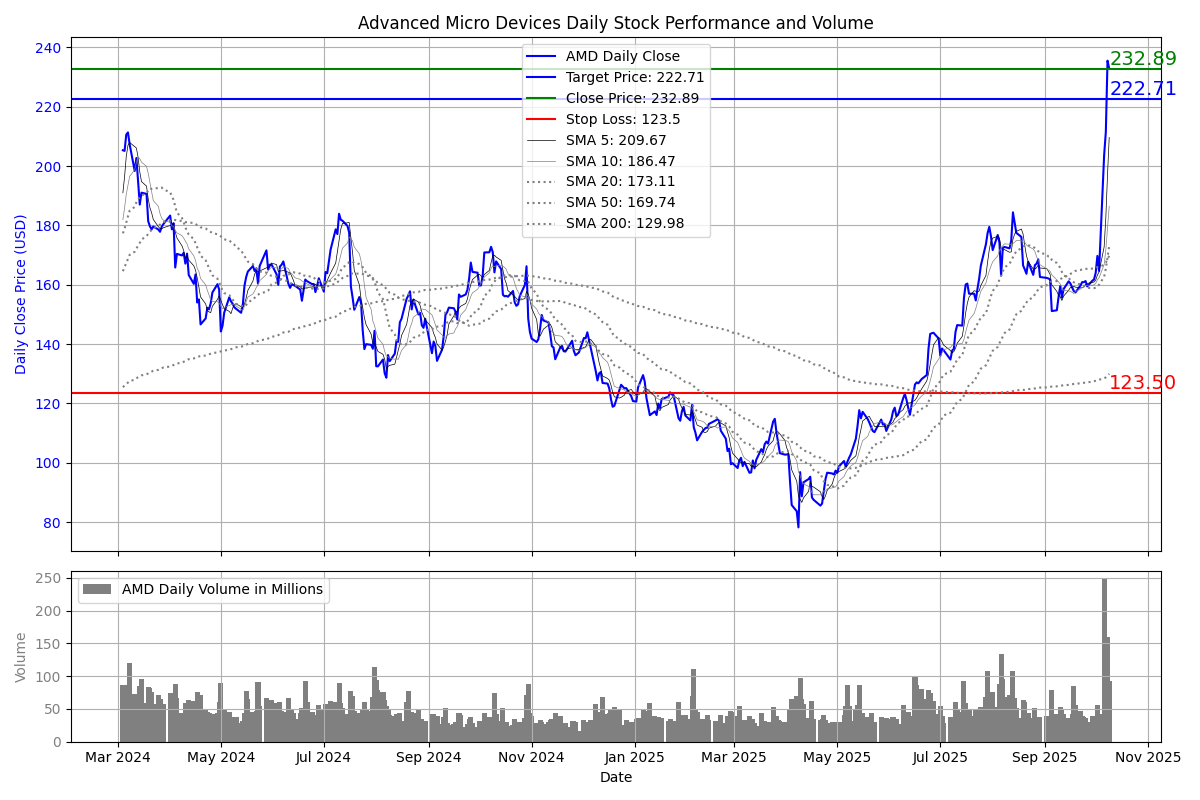 Advanced Micro Devices Daily Stock Performance and Volume
Daily Close Price (USD)
240
220
200
180
160
140
120
100
80
AMD Daily Close
Target Price: 222.71
Close Price: 232.89
Stop Loss: 123.5
SMA 5: 209.67
SMA 10: 186.47
SMA 20: 173.11
SMA 50: 169.74
SMA 200: 129.98
232.89
222.71
123.50
Volume
250
200
150
100
50
0
AMD Daily Volume in Millions
Mar 2024 May 2024 Jul 2024 Sep 2024 Nov 2024 Jan 2025 Mar 2025 May 2025 Jul 2025 Sep 2025 Nov 2025
Date